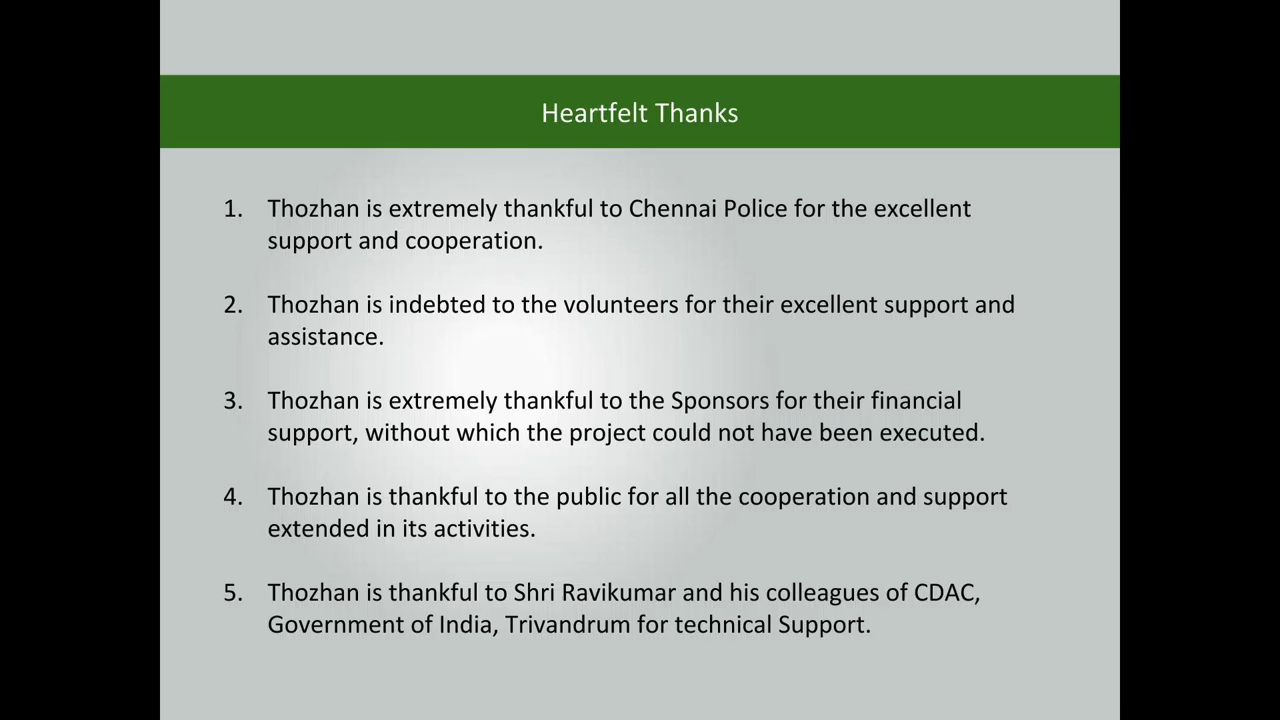 Heartfelt Thanks
1. Thozhan is extremely thankful to Chennai Police for the excellent
support and cooperation.
2. Thozhan is indebted to the volunteers for their excellent support and
assistance.
3. Thozhan is extremely thankful to the Sponsors for their financial
support, without which the project could not have been executed.
4. Thozhan is thankful to the public for all the cooperation and support
extended in its activities.
5. Thozhan is thankful to Shri Ravikumar and his colleagues of CDAC,
Government of India, Trivandrum for technical Support.